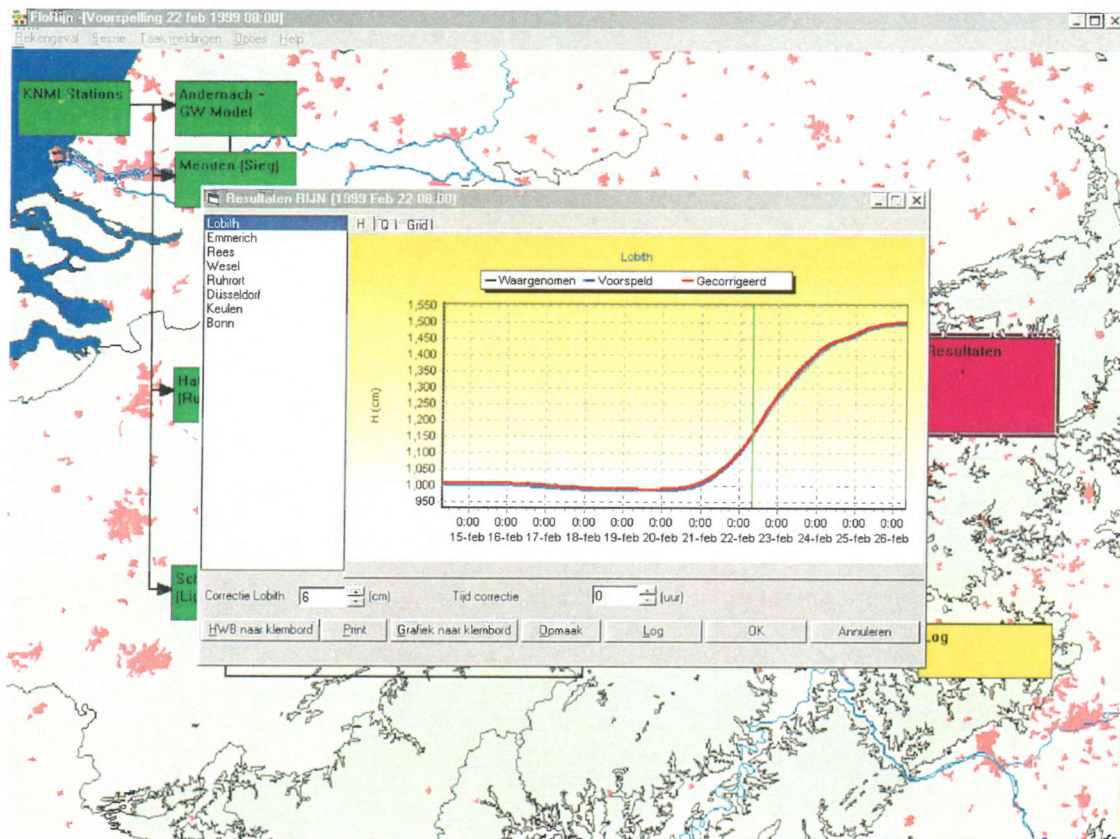 FloRijn -[Voorspelling 22 feb 1999 08:00]
Rekengeval Sessie Taak meldingen Opties Help
KNMI Stations
Andernach -
GW Model
Menden (Sieg)
Resultaten RIJN [1999 Feb 22 08:00]
Lobith
Emmerich
Rees
Wesel
Ruhrort
Düsseldorf
Keulen
Bonn
H Q Grid
Lobith
Waargenomen Voorspeld Gecorrigeerd
H (cm)
1,550
1,500
1,450
1,400
1,350
1,300
1,250
1,200
1,150
1,100
1,050
1,000
950
0:00 0:00 0:00 0:00 0:00 0:00 0:00 0:00 0:00 0:00 0:00 0:00
15-feb 16-feb 17-feb 18-feb 19-feb 20-feb 21-feb 22-feb 23-feb 24-feb 25-feb 26-feb
Hat
(Ru
Resultaten
Sch
(Lip
Correctie Lobith 6 (cm) Tijd correctie 0 (uur)
HWB naar klembord Print Grafiek naar klembord Opmaak Log OK Annuleren
Log